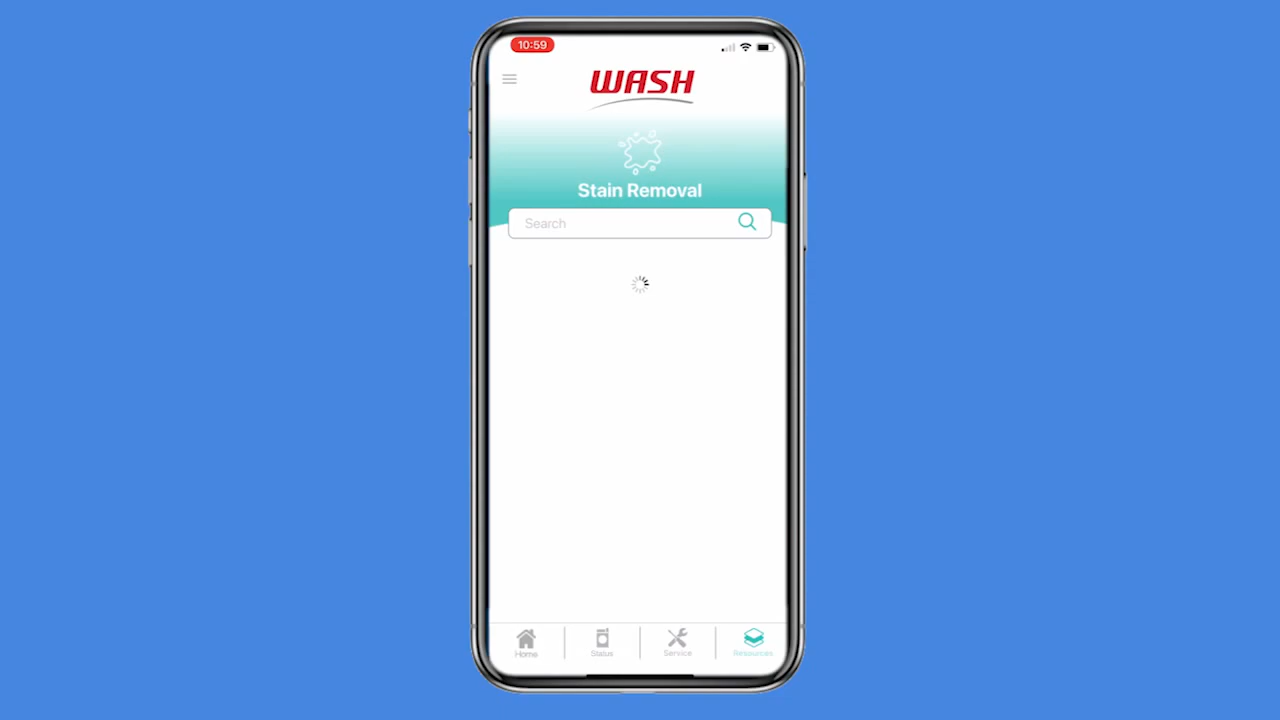 10:59
WASH
Stain Removal
Search
Home
Status
Service
Resources